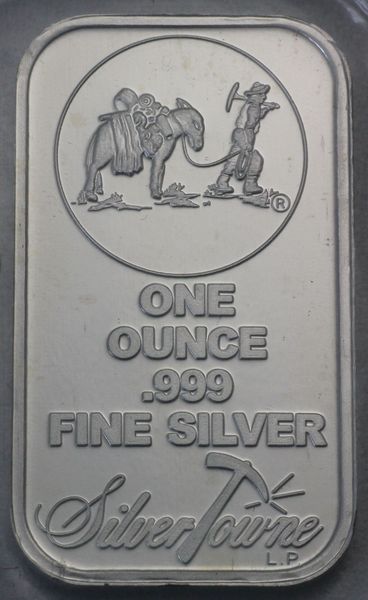 ®
ONE
OUNCE
.999
FINE SILVER
SilverTowne
L.P.